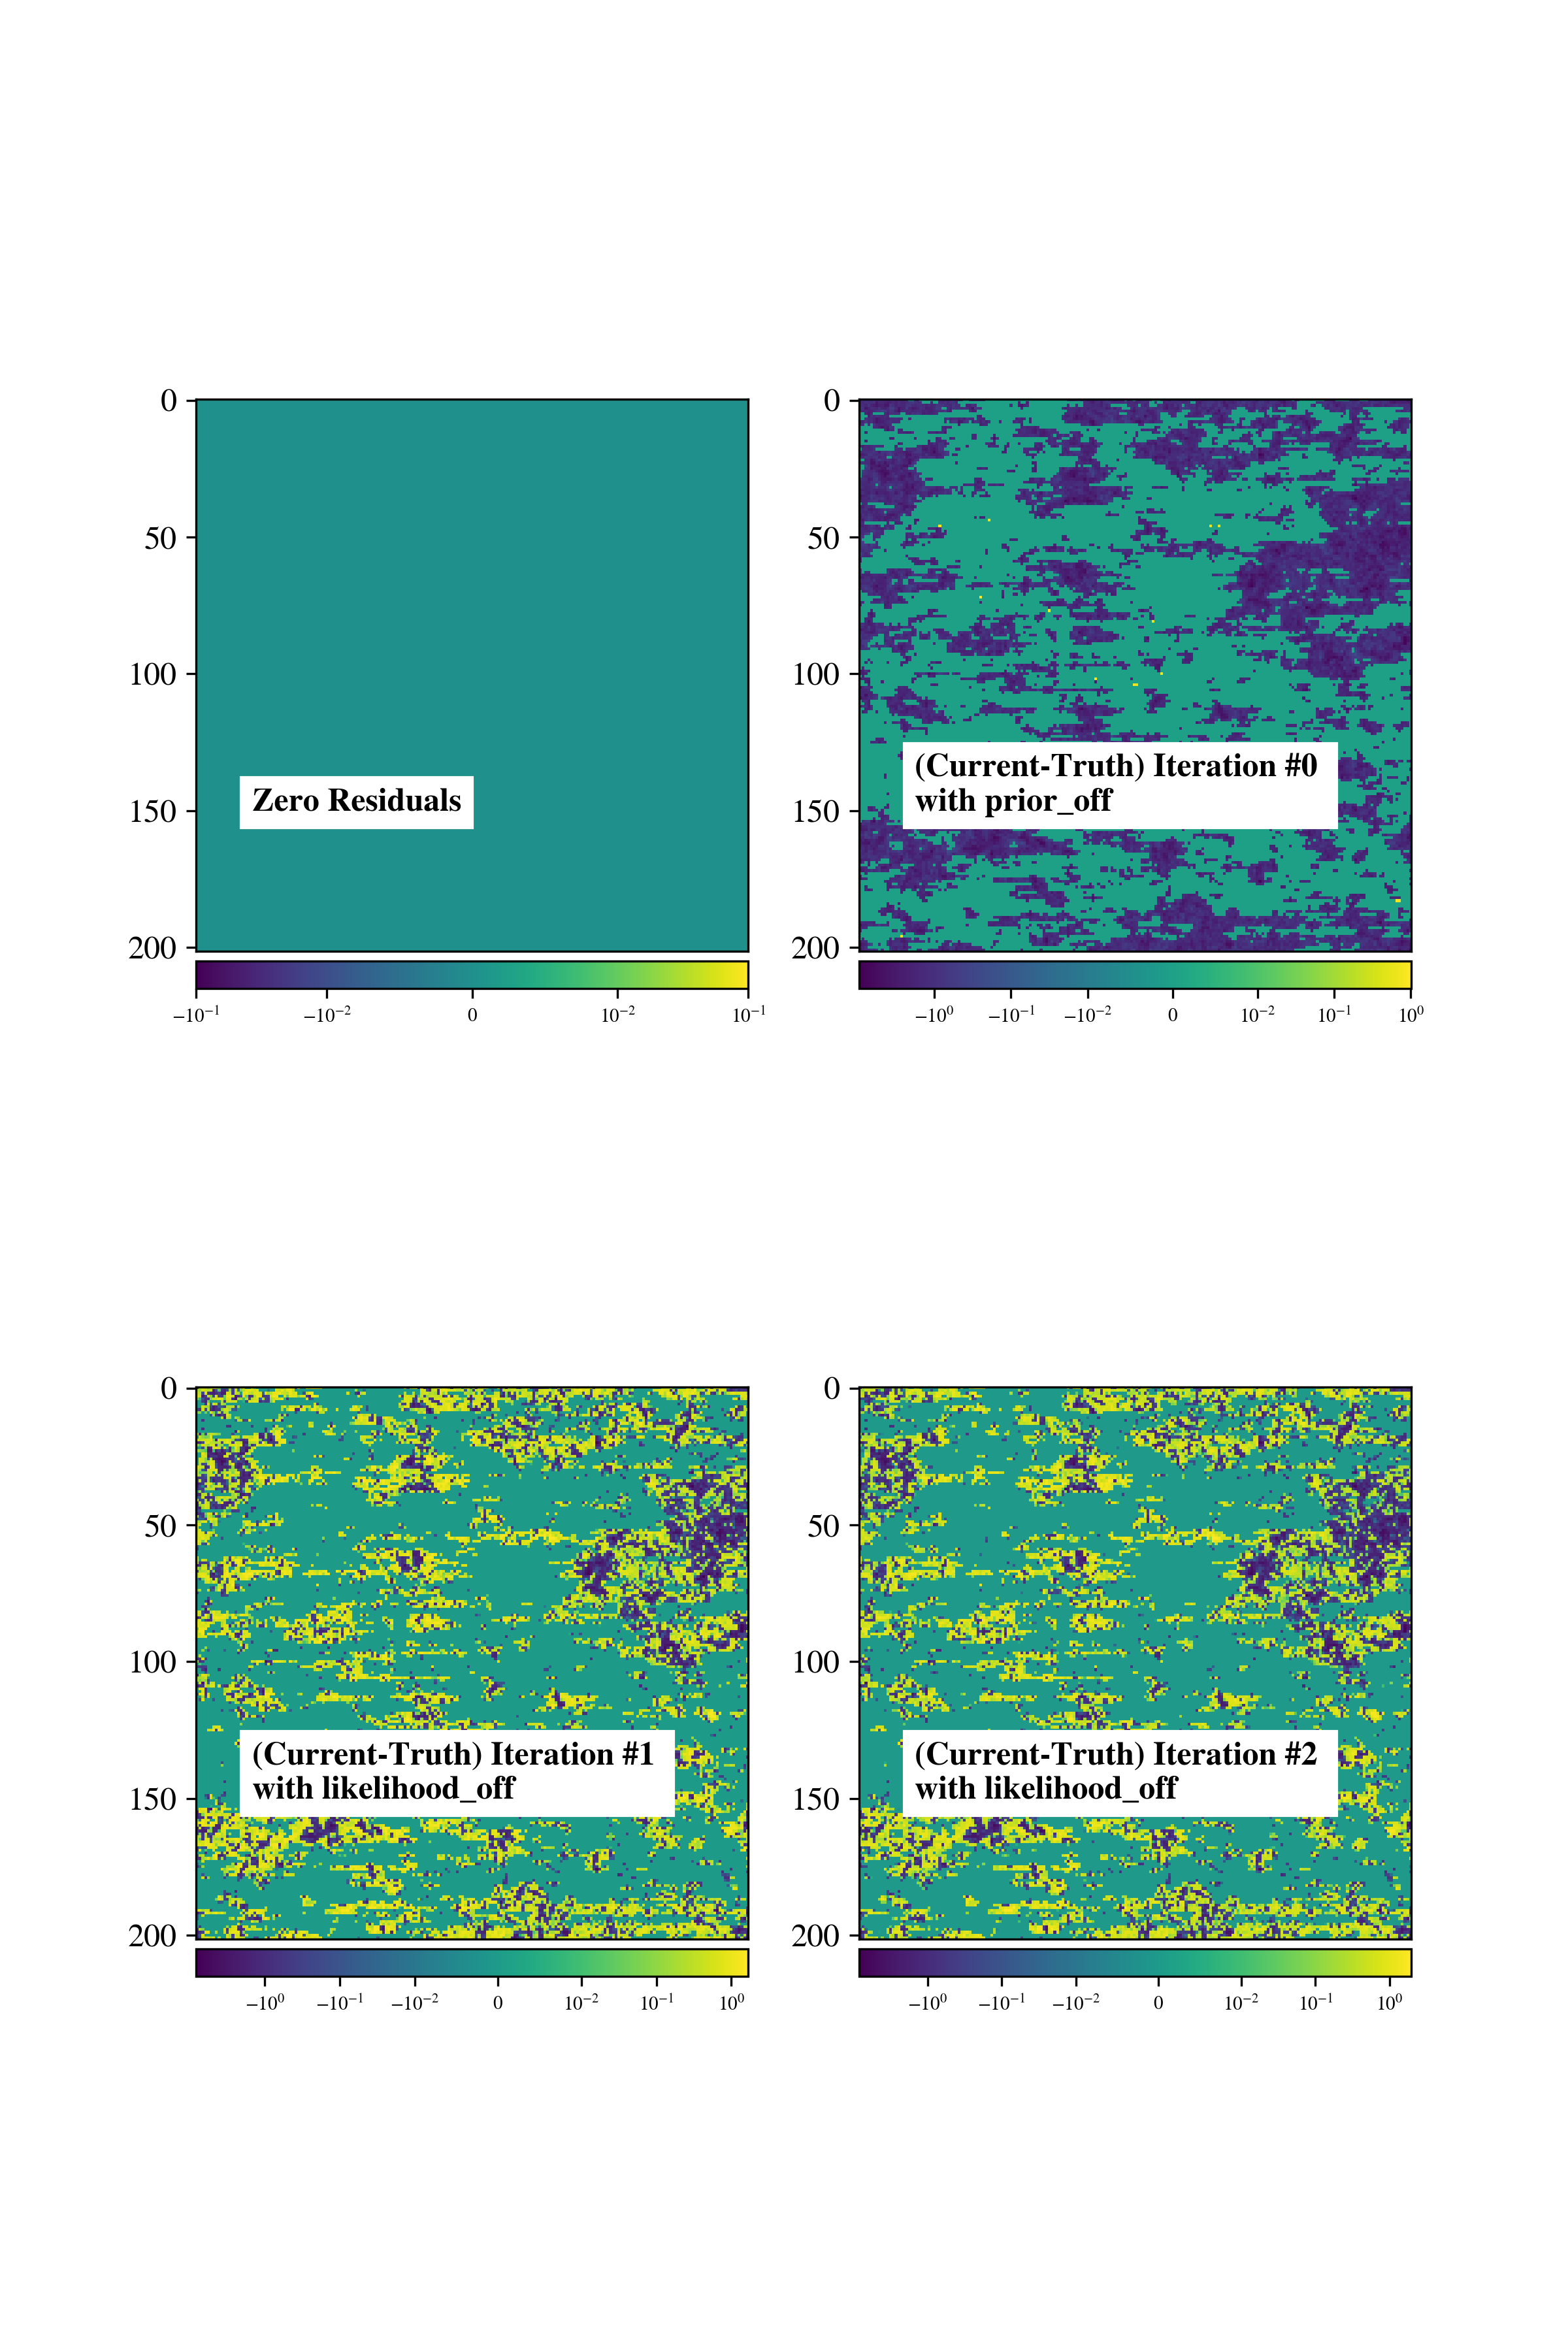 0
50
100
150
200
Zero Residuals
−10⁻¹ −10⁻² 0 10⁻² 10⁻¹
0
50
100
150
200
(Current-Truth) Iteration #0
with prior_off
−10⁰ −10⁻¹ −10⁻² 0 10⁻² 10⁻¹ 10⁰
0
50
100
150
200
(Current-Truth) Iteration #1
with likelihood_off
−10⁰ −10⁻¹ −10⁻² 0 10⁻² 10⁻¹ 10⁰
0
50
100
150
200
(Current-Truth) Iteration #2
with likelihood_off
−10⁰ −10⁻¹ −10⁻² 0 10⁻² 10⁻¹ 10⁰